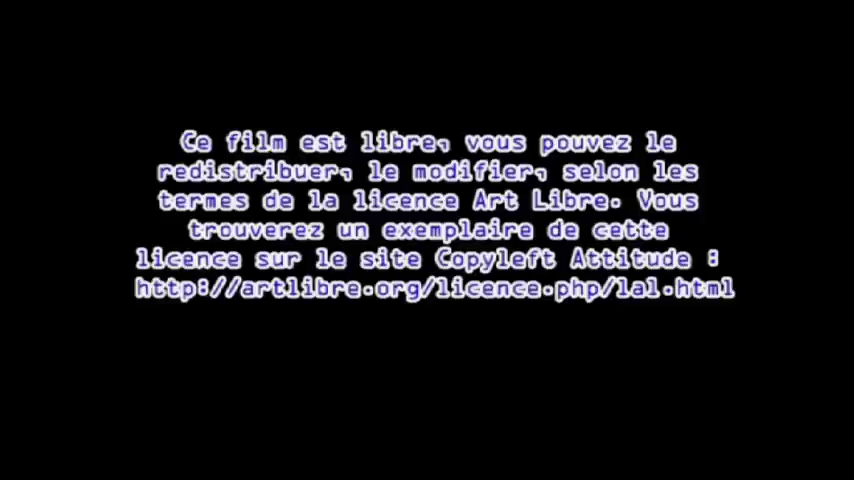 Ce film est libre, vous pouvez le
redistribuer, le modifier, selon les
termes de la licence Art Libre. Vous
trouverez un exemplaire de cette
licence sur le site Copyleft Attitude :
http://artlibre.org/licence.php/lal.html